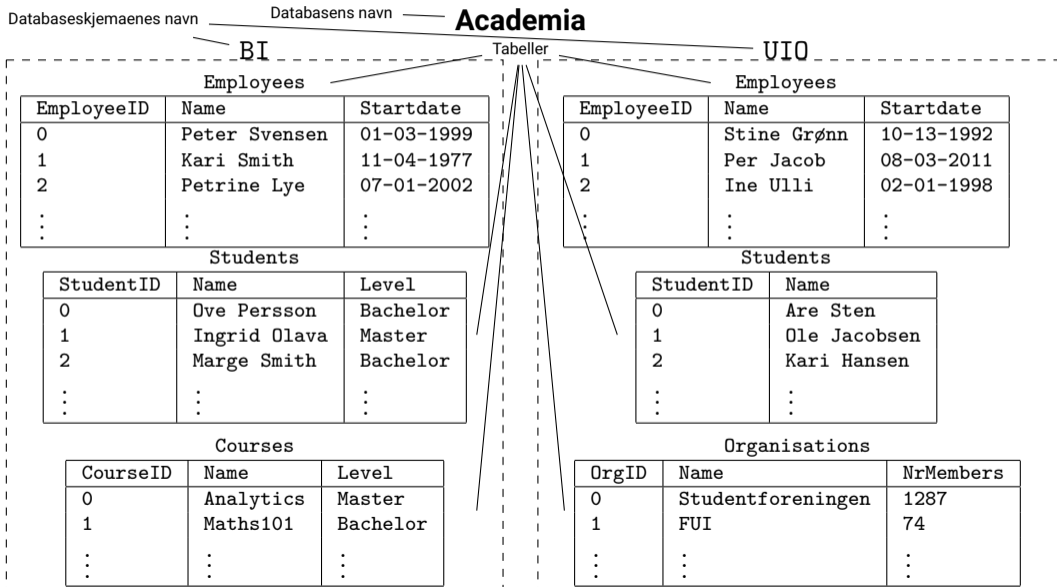 Databaseskjemaenes navn
Databasens navn
Academia
BI
Tabeller
UIO
Employees
EmployeeID Name Startdate
0 Peter Svensen 01-03-1999
1 Kari Smith 11-04-1977
2 Petrine Lye 07-01-2002
⋮ ⋮ ⋮
Students
StudentID Name Level
0 Ove Persson Bachelor
1 Ingrid Olava Master
2 Marge Smith Bachelor
⋮ ⋮ ⋮
Courses
CourseID Name Level
0 Analytics Master
1 Maths101 Bachelor
⋮ ⋮ ⋮
Employees
EmployeeID Name Startdate
0 Stine Grønn 10-13-1992
1 Per Jacob 08-03-2011
2 Ine Ulli 02-01-1998
⋮ ⋮ ⋮
Students
StudentID Name
0 Are Sten
1 Ole Jacobsen
2 Kari Hansen
⋮ ⋮
Organisations
OrgID Name NrMembers
0 Studentforeningen 1287
1 FUI 74
⋮ ⋮ ⋮